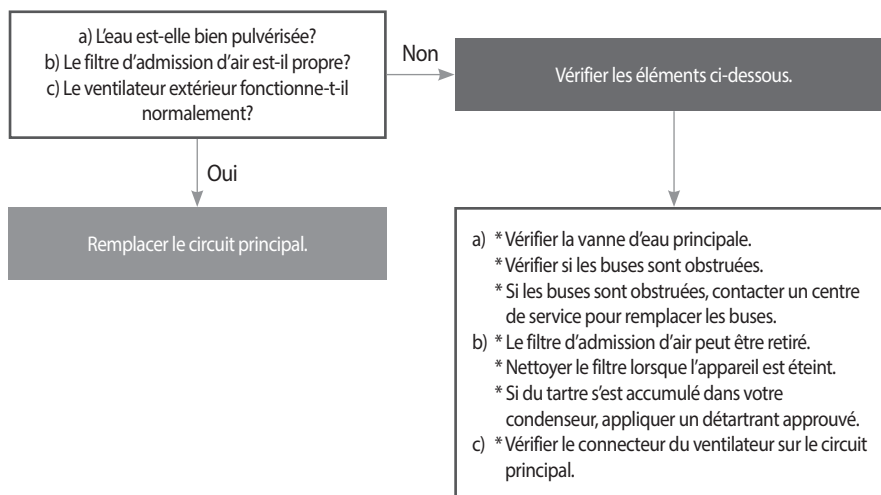 a) L'eau est-elle bien pulvérisée?
b) Le filtre d'admission d'air est-il propre?
c) Le ventilateur extérieur fonctionne-t-il
normalement?
Non
Vérifier les éléments ci-dessous.
Oui
Remplacer le circuit principal.
a) * Vérifier la vanne d'eau principale.
* Vérifier si les buses sont obstruées.
* Si les buses sont obstruées, contacter un centre
de service pour remplacer les buses.
b) * Le filtre d'admission d'air peut être retiré.
* Nettoyer le filtre lorsque l'appareil est éteint.
* Si du tartre s'est accumulé dans votre
condenseur, appliquer un détartrant approuvé.
c) * Vérifier le connecteur du ventilateur sur le circuit
principal.